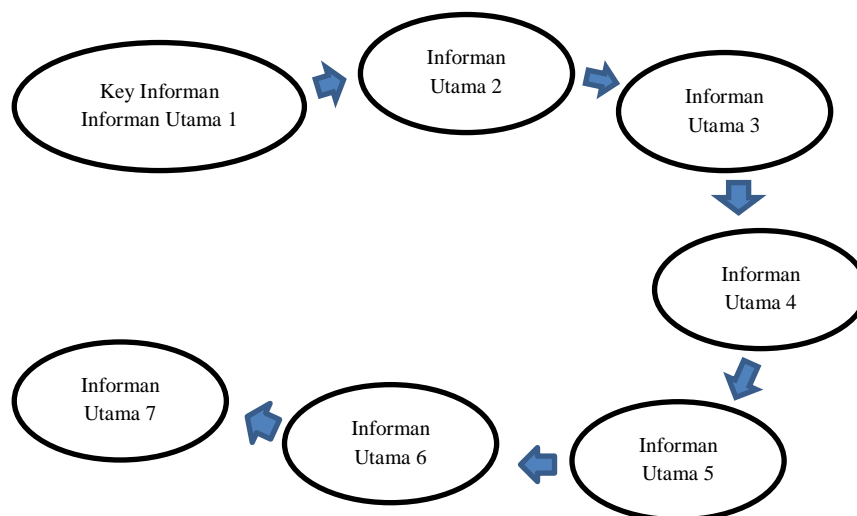 Key Informan
Informan Utama 1
Informan
Utama 2
Informan
Utama 3
Informan
Utama 4
Informan
Utama 5
Informan
Utama 6
Informan
Utama 7